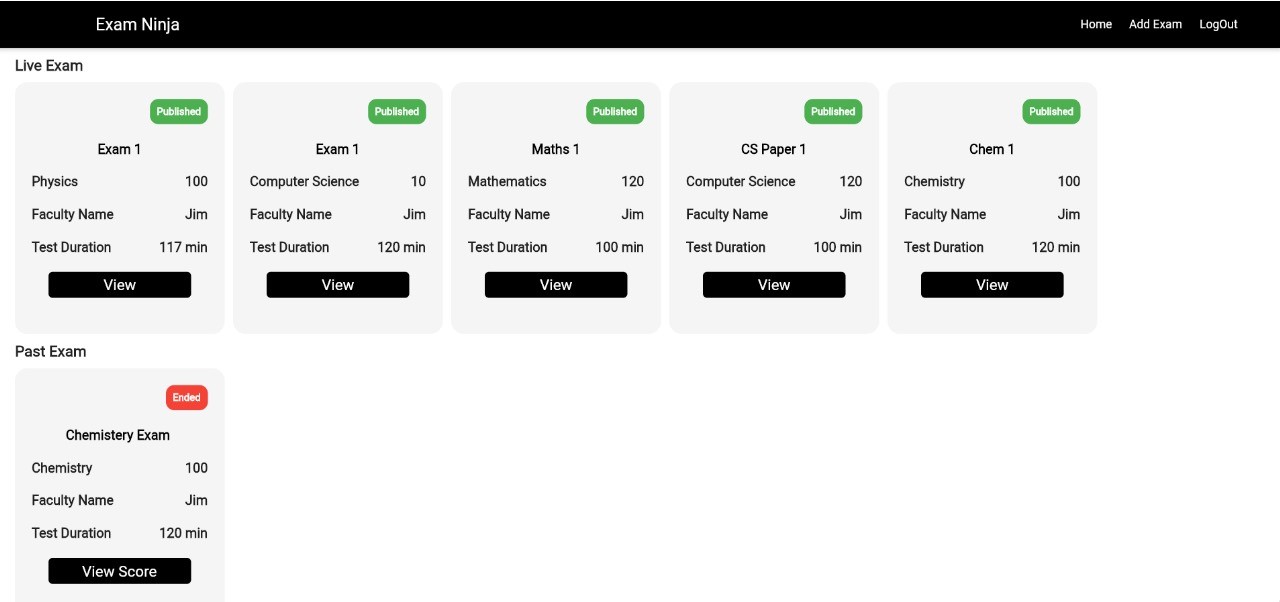 Exam Ninja Home Add Exam LogOut
Live Exam
Published Published Published Published Published
Exam 1 Exam 1 Maths 1 CS Paper 1 Chem 1
Physics 100 Computer Science 10 Mathematics 120 Computer Science 120 Chemistry 100
Faculty Name Jim Faculty Name Jim Faculty Name Jim Faculty Name Jim Faculty Name Jim
Test Duration 117 min Test Duration 120 min Test Duration 100 min Test Duration 100 min Test Duration 120 min
View View View View View
Past Exam
Ended
Chemistery Exam
Chemistry 100
Faculty Name Jim
Test Duration 120 min
View Score